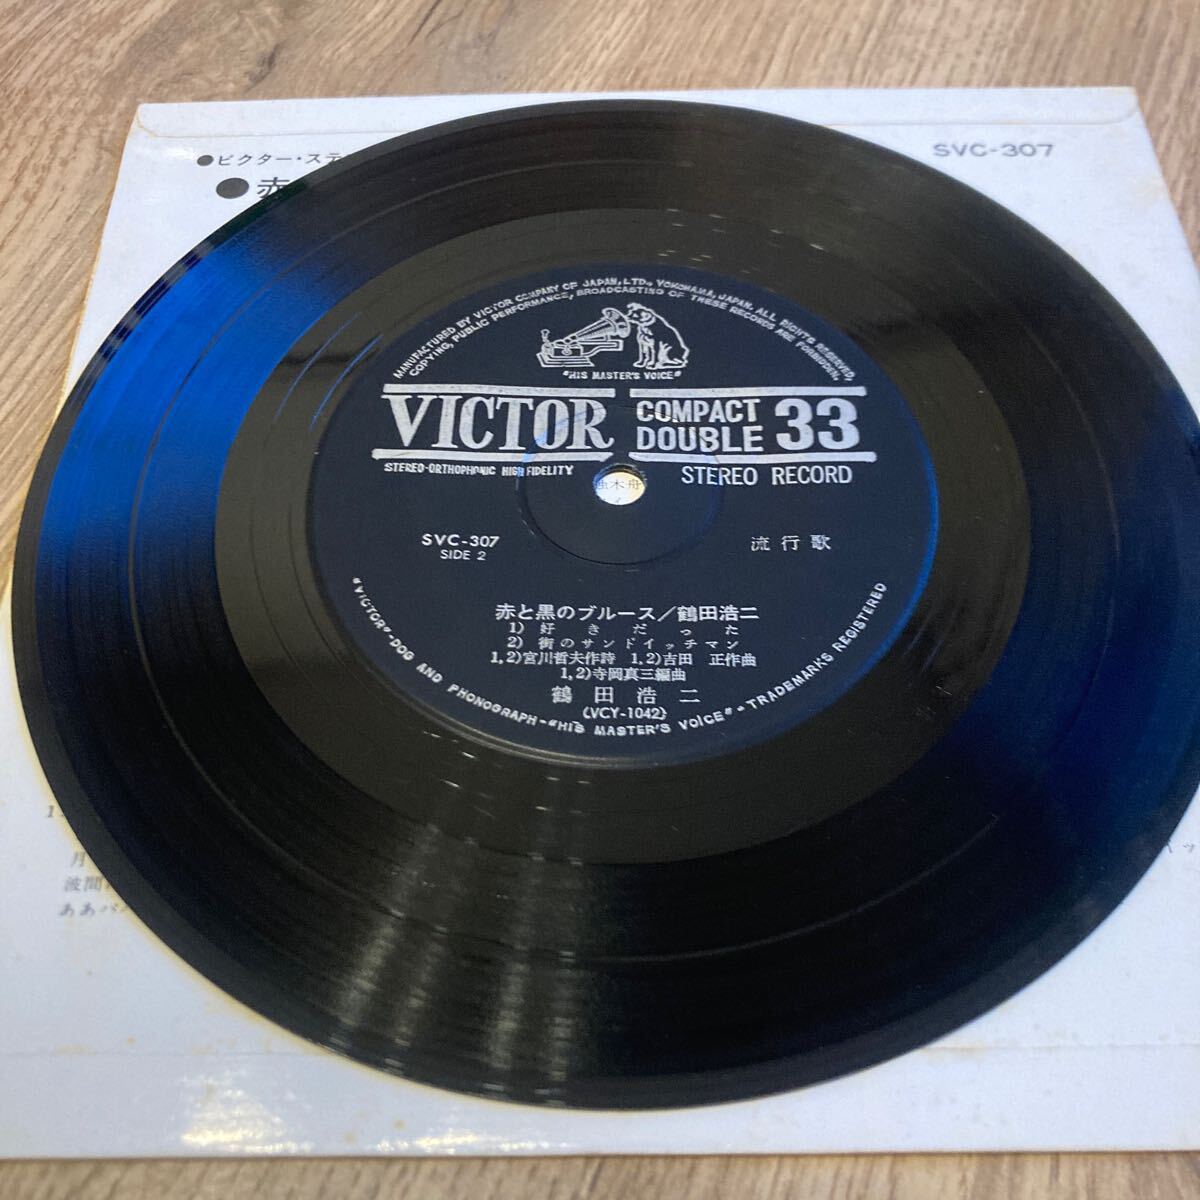 ●ビクター・ステ
SVC-307
●赤
MANUFACTURED BY VICTOR COMPANY OF JAPAN, LTD., YOKOHAMA, JAPAN. ALL RIGHTS RESERVED,
COPYING, PUBLIC PERFORMANCE, BROADCASTING OF THESE RECORDS ARE FORBIDDEN.
"HIS MASTER'S VOICE"
VICTOR
COMPACT
DOUBLE 33
STEREO-ORTHOPHONIC HIGH FIDELITY
STEREO RECORD
木舟
SVC-307
SIDE 2
流行歌
赤と黒のブルース/鶴田浩二
1) 好きだった
2) 街のサンドイッチマン
1,2)宮川哲夫作詩 1,2)吉田 正作曲
1,2)寺岡真三編曲
鶴田浩二
(VCY-1042)
"VICTOR"-DOG AND PHONOGRAPH-"HIS MASTER'S VOICE"-TRADEMARKS REGISTERED
1
月
波間
ああバ
ッ